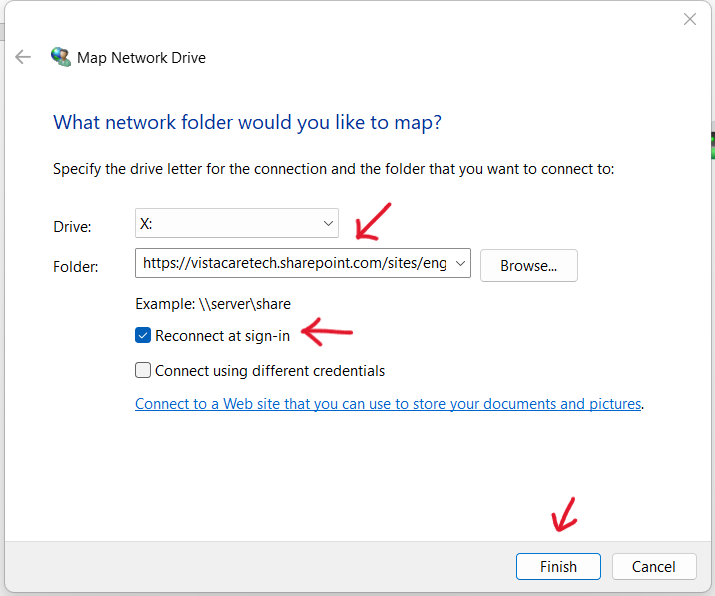 Map Network Drive
What network folder would you like to map?
Specify the drive letter for the connection and the folder that you want to connect to:
Drive: X:
Folder: https://vistacaretech.sharepoint.com/sites/eng Browse...
Example: \\server\share
Reconnect at sign-in
Connect using different credentials
Connect to a Web site that you can use to store your documents and pictures.
Finish Cancel